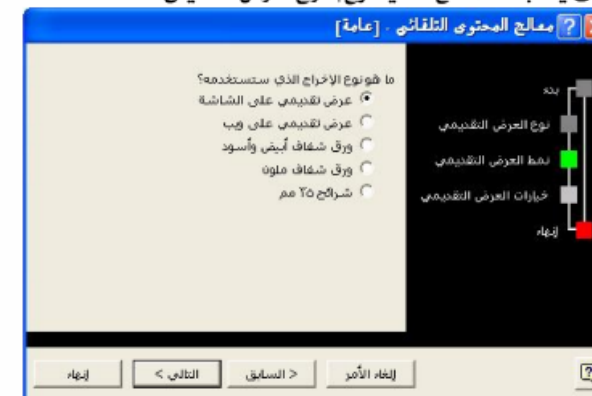 معالج المحتوى التلقائي - [عامة]
بدء
نوع العرض التقديمي
نمط العرض التقديمي
خيارات العرض التقديمي
إنهاء
ما هو نوع الإخراج الذي ستستخدمه؟
عرض تقديمي على الشاشة
عرض تقديمي على ويب
ورق شفاف أبيض وأسود
ورق شفاف ملون
شرائح ٣٥ مم
إلغاء الأمر
< السابق
التالي >
إنهاء